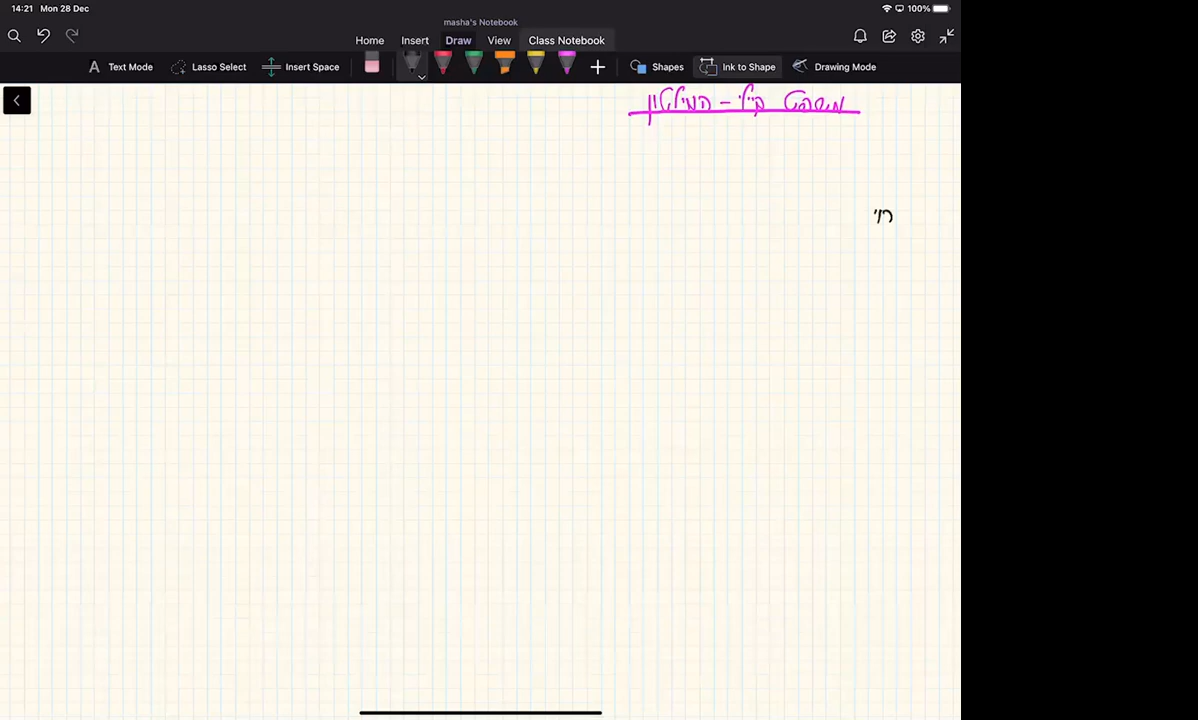 14:21 Mon 28 Dec
100%
masha's Notebook
Home Insert Draw View Class Notebook
Text Mode Lasso Select Insert Space Shapes Ink to Shape Drawing Mode
משפט קיילי – המילטון